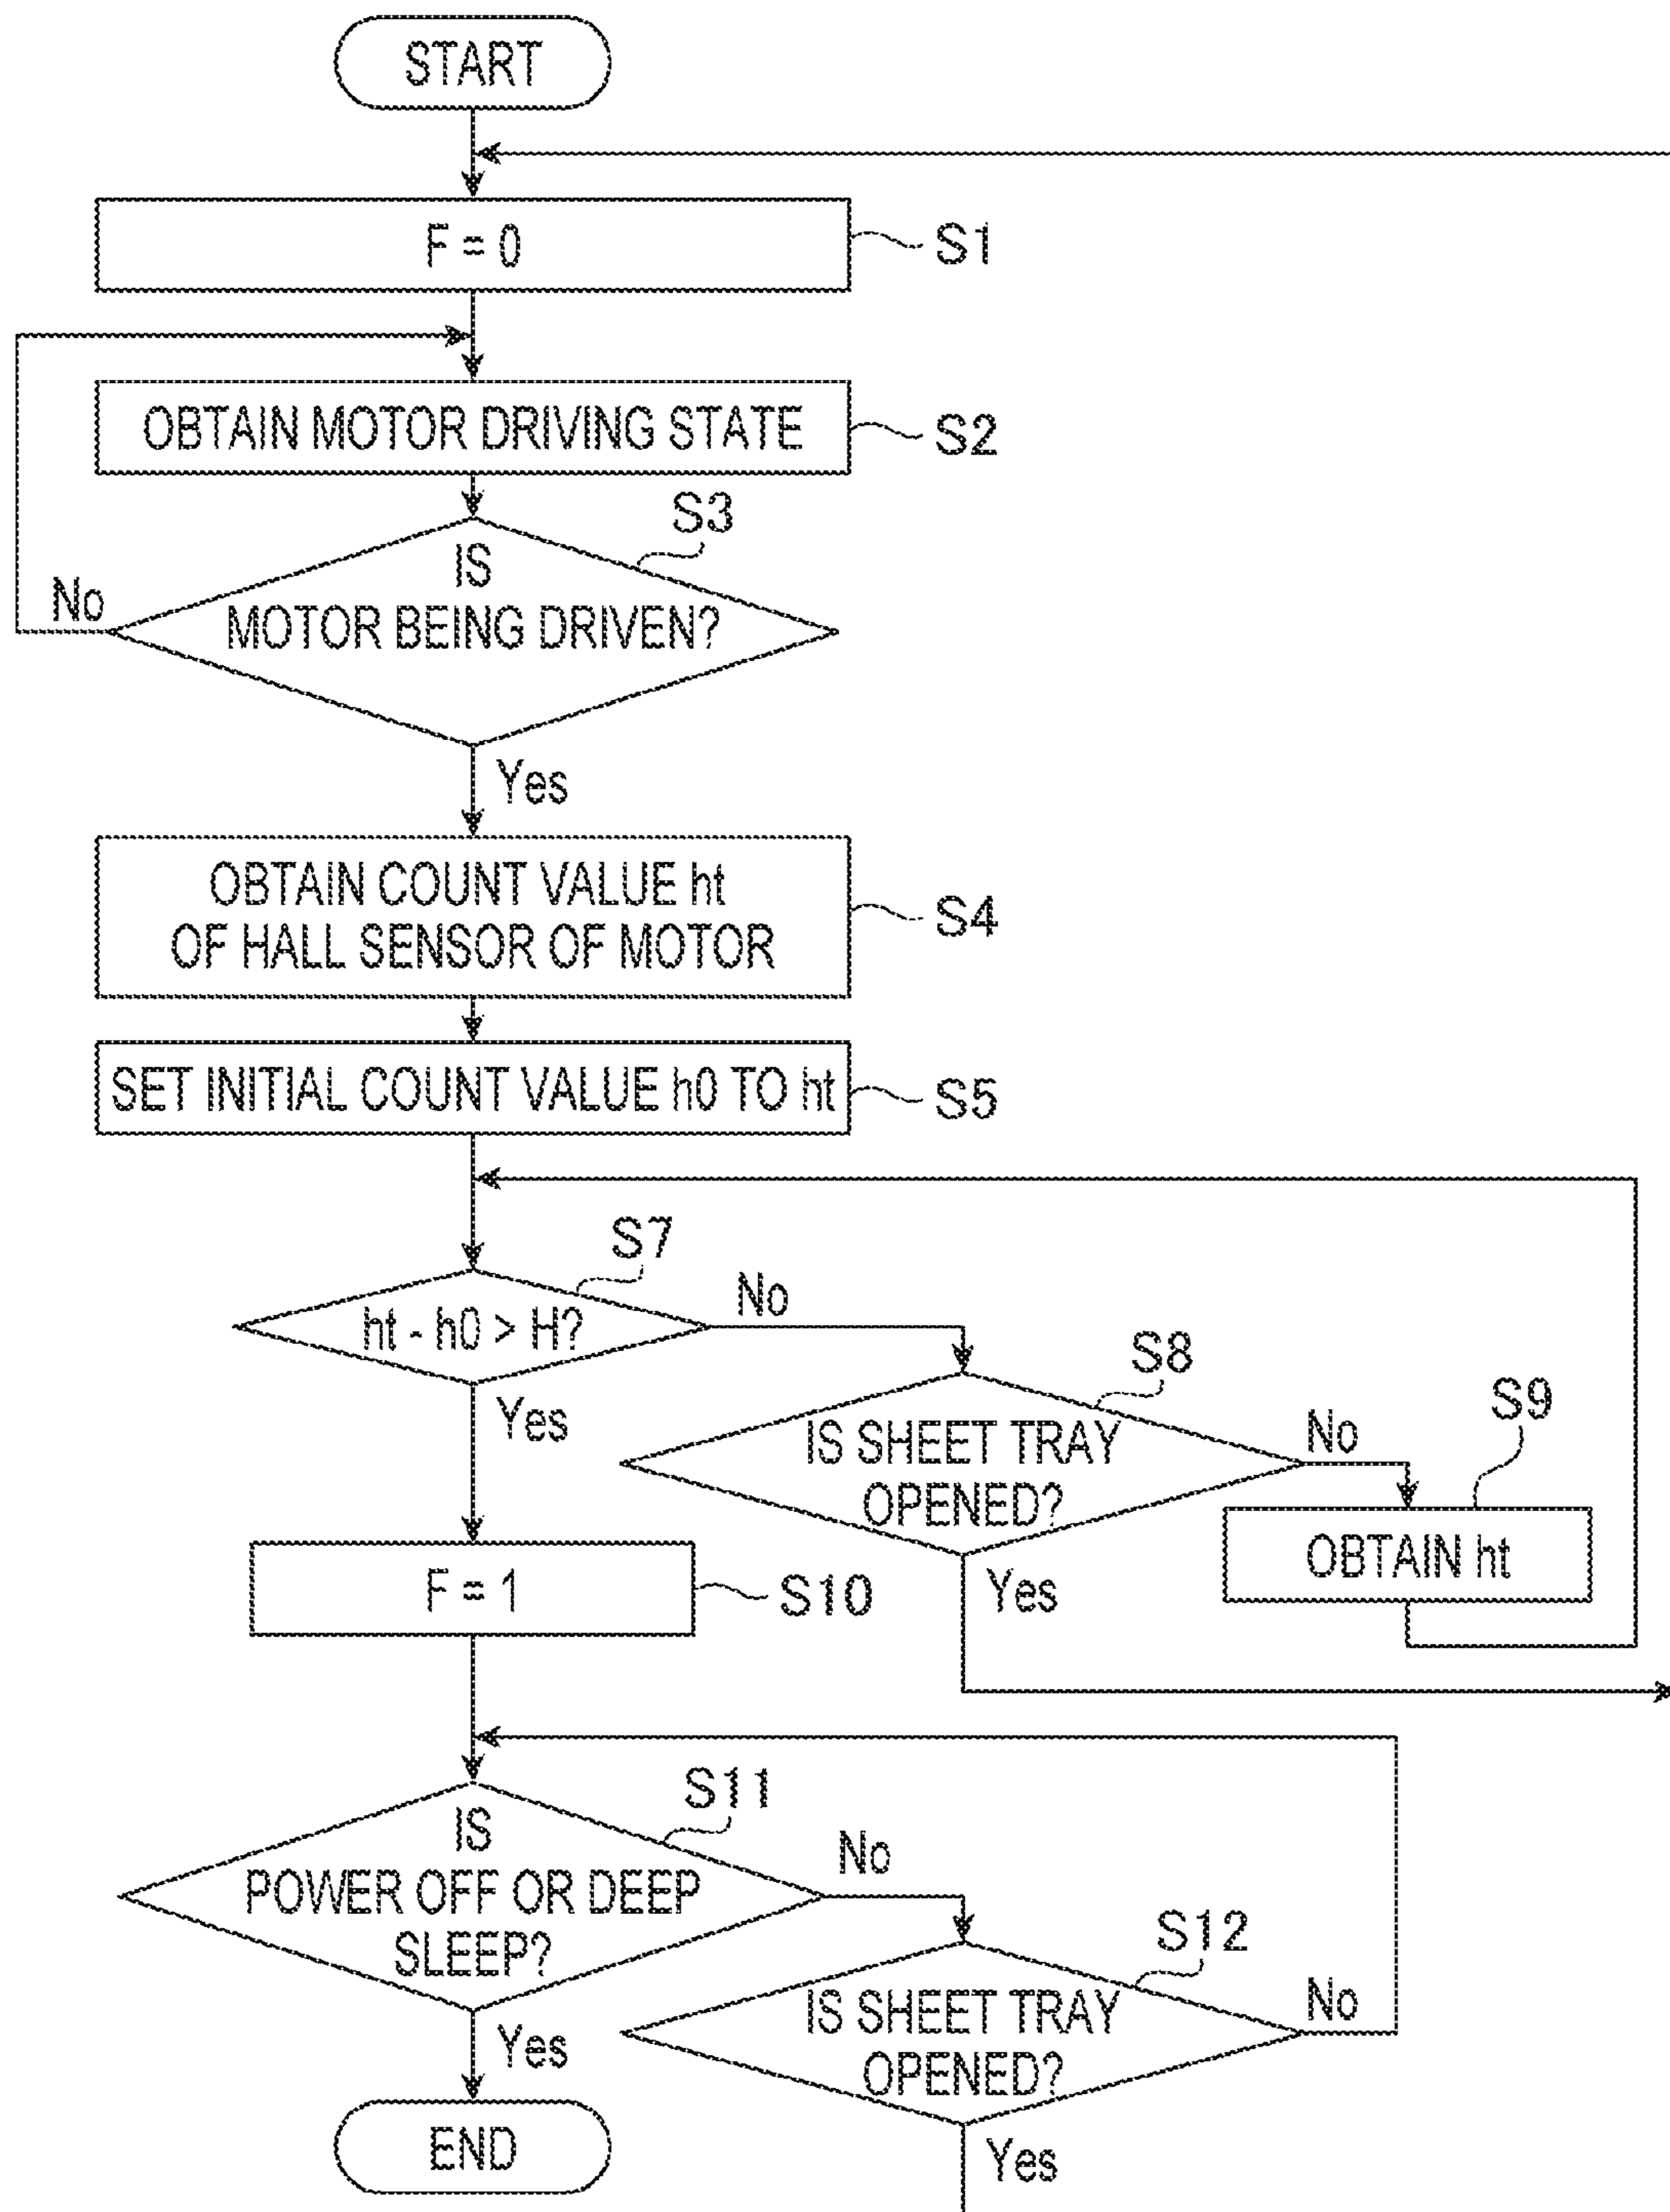 START
F = 0
S1
OBTAIN MOTOR DRIVING STATE
S2
S3
IS
MOTOR BEING DRIVEN?
No
Yes
OBTAIN COUNT VALUE ht
OF HALL SENSOR OF MOTOR
S4
SET INITIAL COUNT VALUE h0 TO ht
S5
S7
ht - h0 > H?
No
Yes
S8
IS SHEET TRAY
OPENED?
No
Yes
S9
OBTAIN ht
F = 1
S10
S11
IS
POWER OFF OR DEEP
SLEEP?
No
Yes
S12
IS SHEET TRAY
OPENED?
No
Yes
END